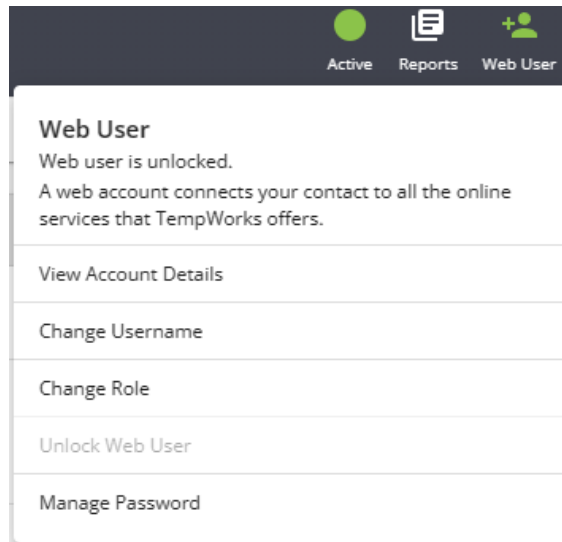 Active Reports Web User
Web User
Web user is unlocked.
A web account connects your contact to all the online
services that TempWorks offers.
View Account Details
Change Username
Change Role
Unlock Web User
Manage Password